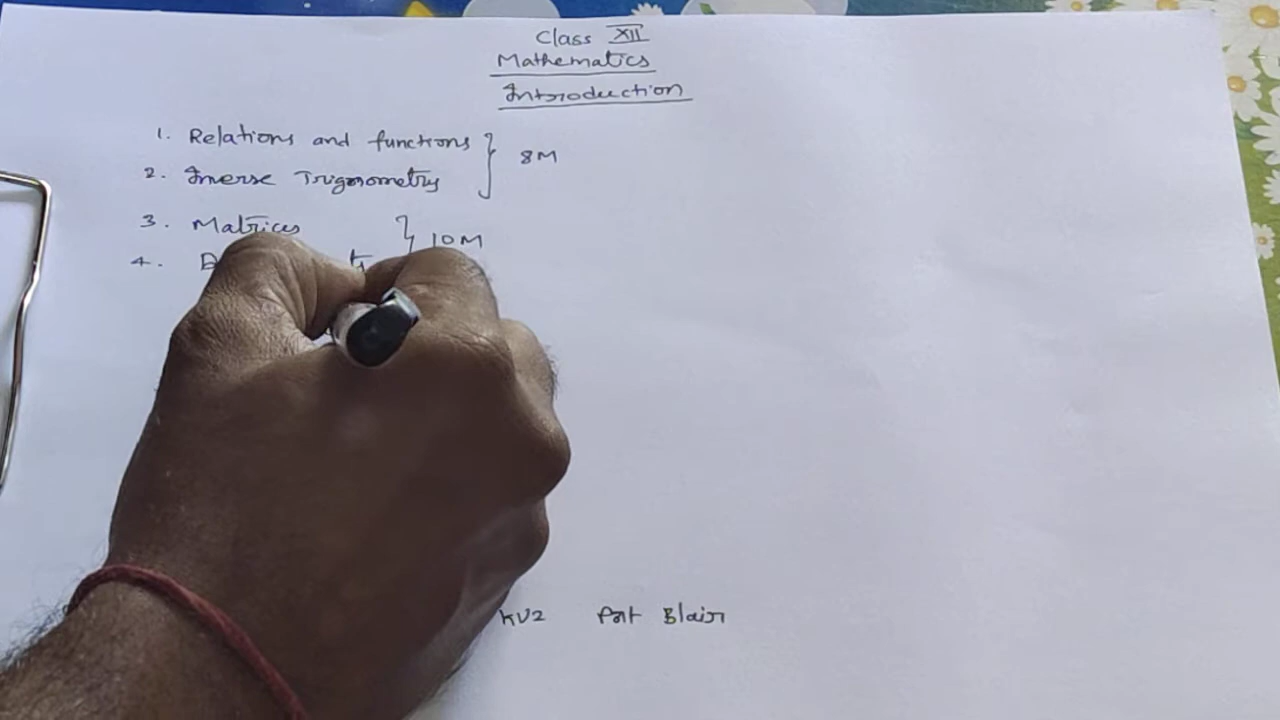 Class XII
Mathematics
Introduction
1. Relations and functions } 8M
2. Inverse Trigonometry
3. Matrices } 10M
4.
KV2 Port Blair